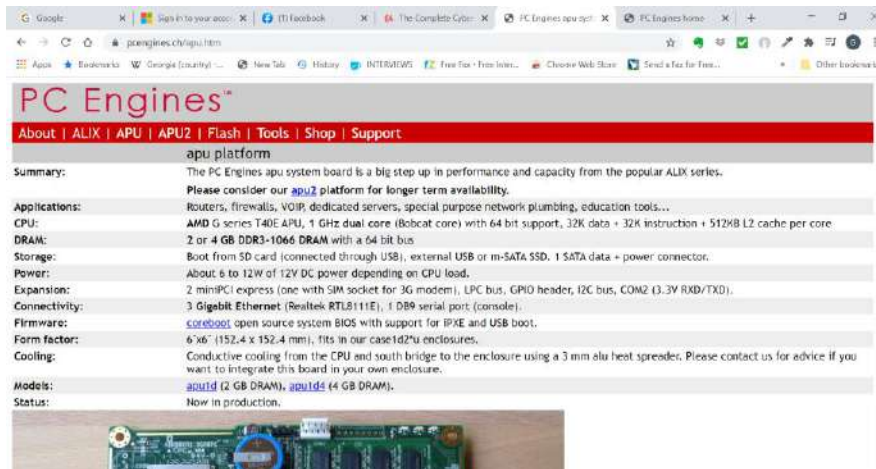 Google
Sign in to your accou
(1) Facebook
The Complete Cyber
PC Engines apu syst
PC Engines home
pcengines.ch/apu.htm
Apps
Bookmarks
Georgia (country) -...
New Tab
History
INTERVIEWS
Free Fax • Free Inter...
Chrome Web Store
Send a Fax for Free...
Other bookmarks
PC Engines™
About | ALIX | APU | APU2 | Flash | Tools | Shop | Support
apu platform
Summary: The PC Engines apu system board is a big step up in performance and capacity from the popular ALIX series.
Please consider our apu2 platform for longer term availability.
Applications: Routers, firewalls, VOIP, dedicated servers, special purpose network plumbing, education tools...
CPU: AMD G series T40E APU, 1 GHz dual core (Bobcat core) with 64 bit support, 32K data + 32K instruction + 512KB L2 cache per core
DRAM: 2 or 4 GB DDR3-1066 DRAM with a 64 bit bus
Storage: Boot from SD card (connected through USB), external USB or m-SATA SSD. 1 SATA data + power connector.
Power: About 6 to 12W of 12V DC power depending on CPU load.
Expansion: 2 miniPCI express (one with SIM socket for 3G modem), LPC bus, GPIO header, I2C bus, COM2 (3.3V RXD/TXD).
Connectivity: 3 Gigabit Ethernet (Realtek RTL8111E), 1 DB9 serial port (console).
Firmware: coreboot open source system BIOS with support for iPXE and USB boot.
Form factor: 6˝x6˝ (152.4 x 152.4 mm), fits in our case1d2*u enclosures.
Cooling: Conductive cooling from the CPU and south bridge to the enclosure using a 3 mm alu heat spreader. Please contact us for advice if you
want to integrate this board in your own enclosure.
Models: apu1d (2 GB DRAM), apu1d4 (4 GB DRAM).
Status: Now in production.